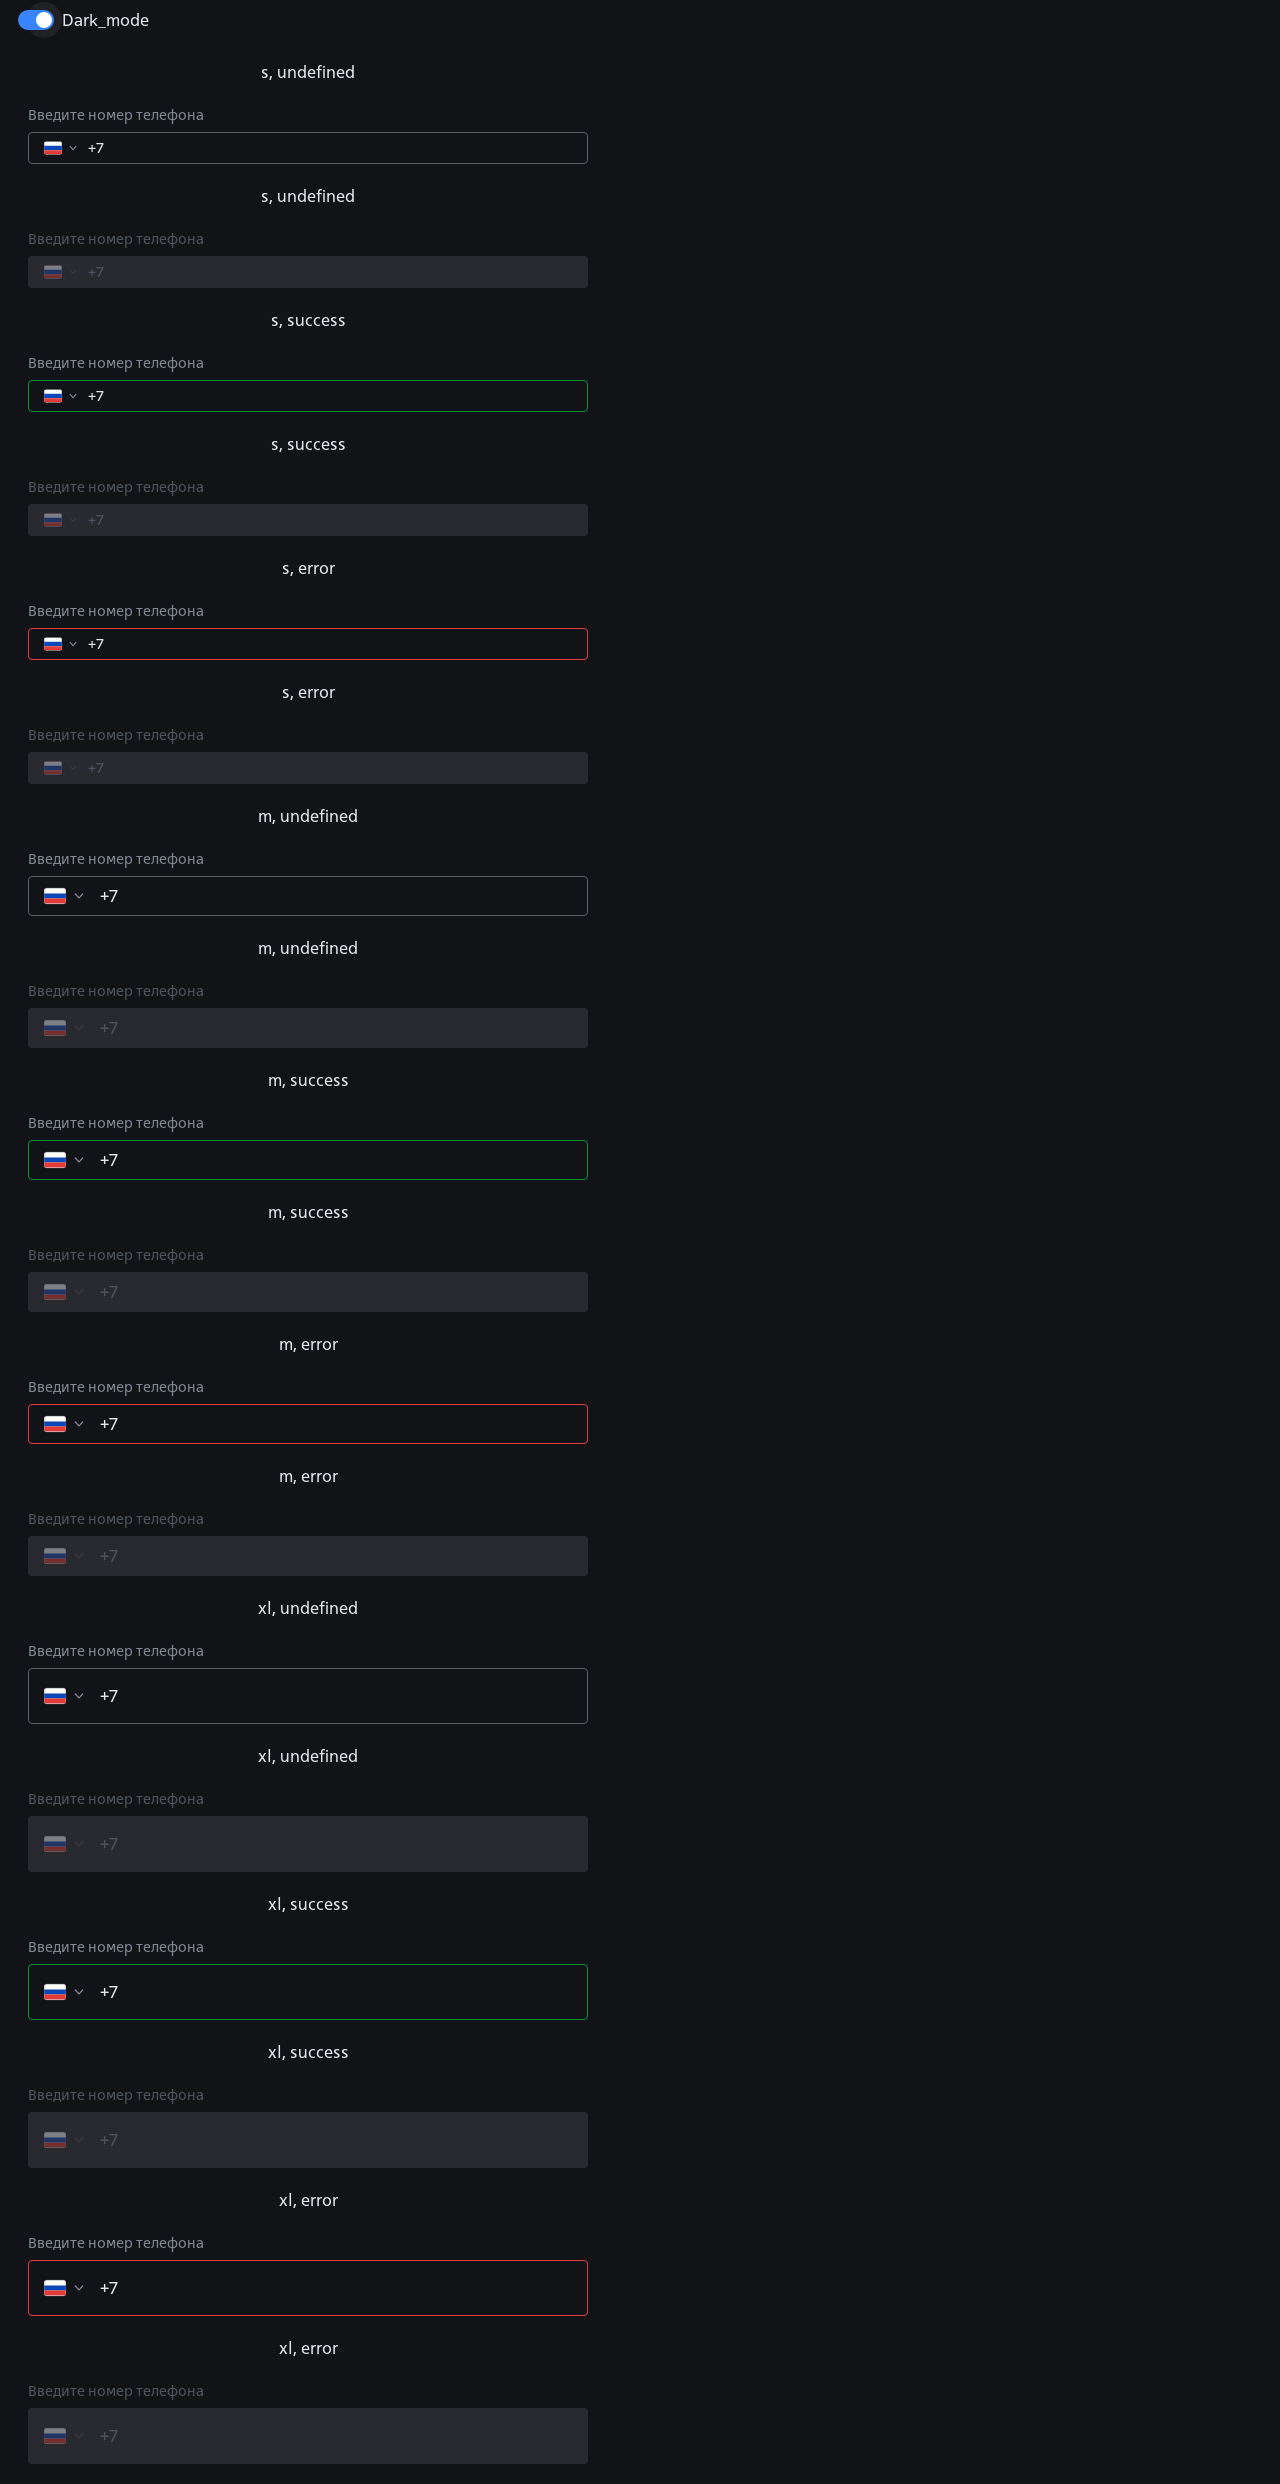 Dark_mode
s, undefined
Введите номер телефона
+7
s, undefined
Введите номер телефона
+7
s, success
Введите номер телефона
+7
s, success
Введите номер телефона
+7
s, error
Введите номер телефона
+7
s, error
Введите номер телефона
+7
m, undefined
Введите номер телефона
+7
m, undefined
Введите номер телефона
+7
m, success
Введите номер телефона
+7
m, success
Введите номер телефона
+7
m, error
Введите номер телефона
+7
m, error
Введите номер телефона
+7
xl, undefined
Введите номер телефона
+7
xl, undefined
Введите номер телефона
+7
xl, success
Введите номер телефона
+7
xl, success
Введите номер телефона
+7
xl, error
Введите номер телефона
+7
xl, error
Введите номер телефона
+7